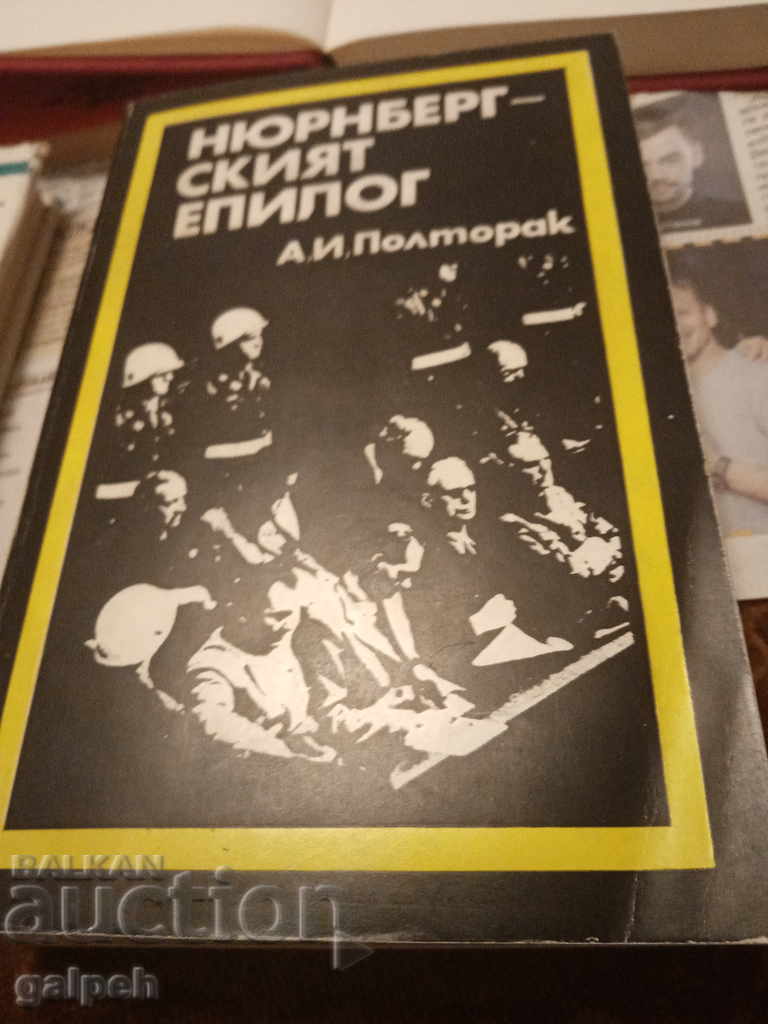 НЮРНБЕРГ-
СКИЯТ
ЕПИЛОГ
А.И.Полторак
BALKAN
auction
galpeh